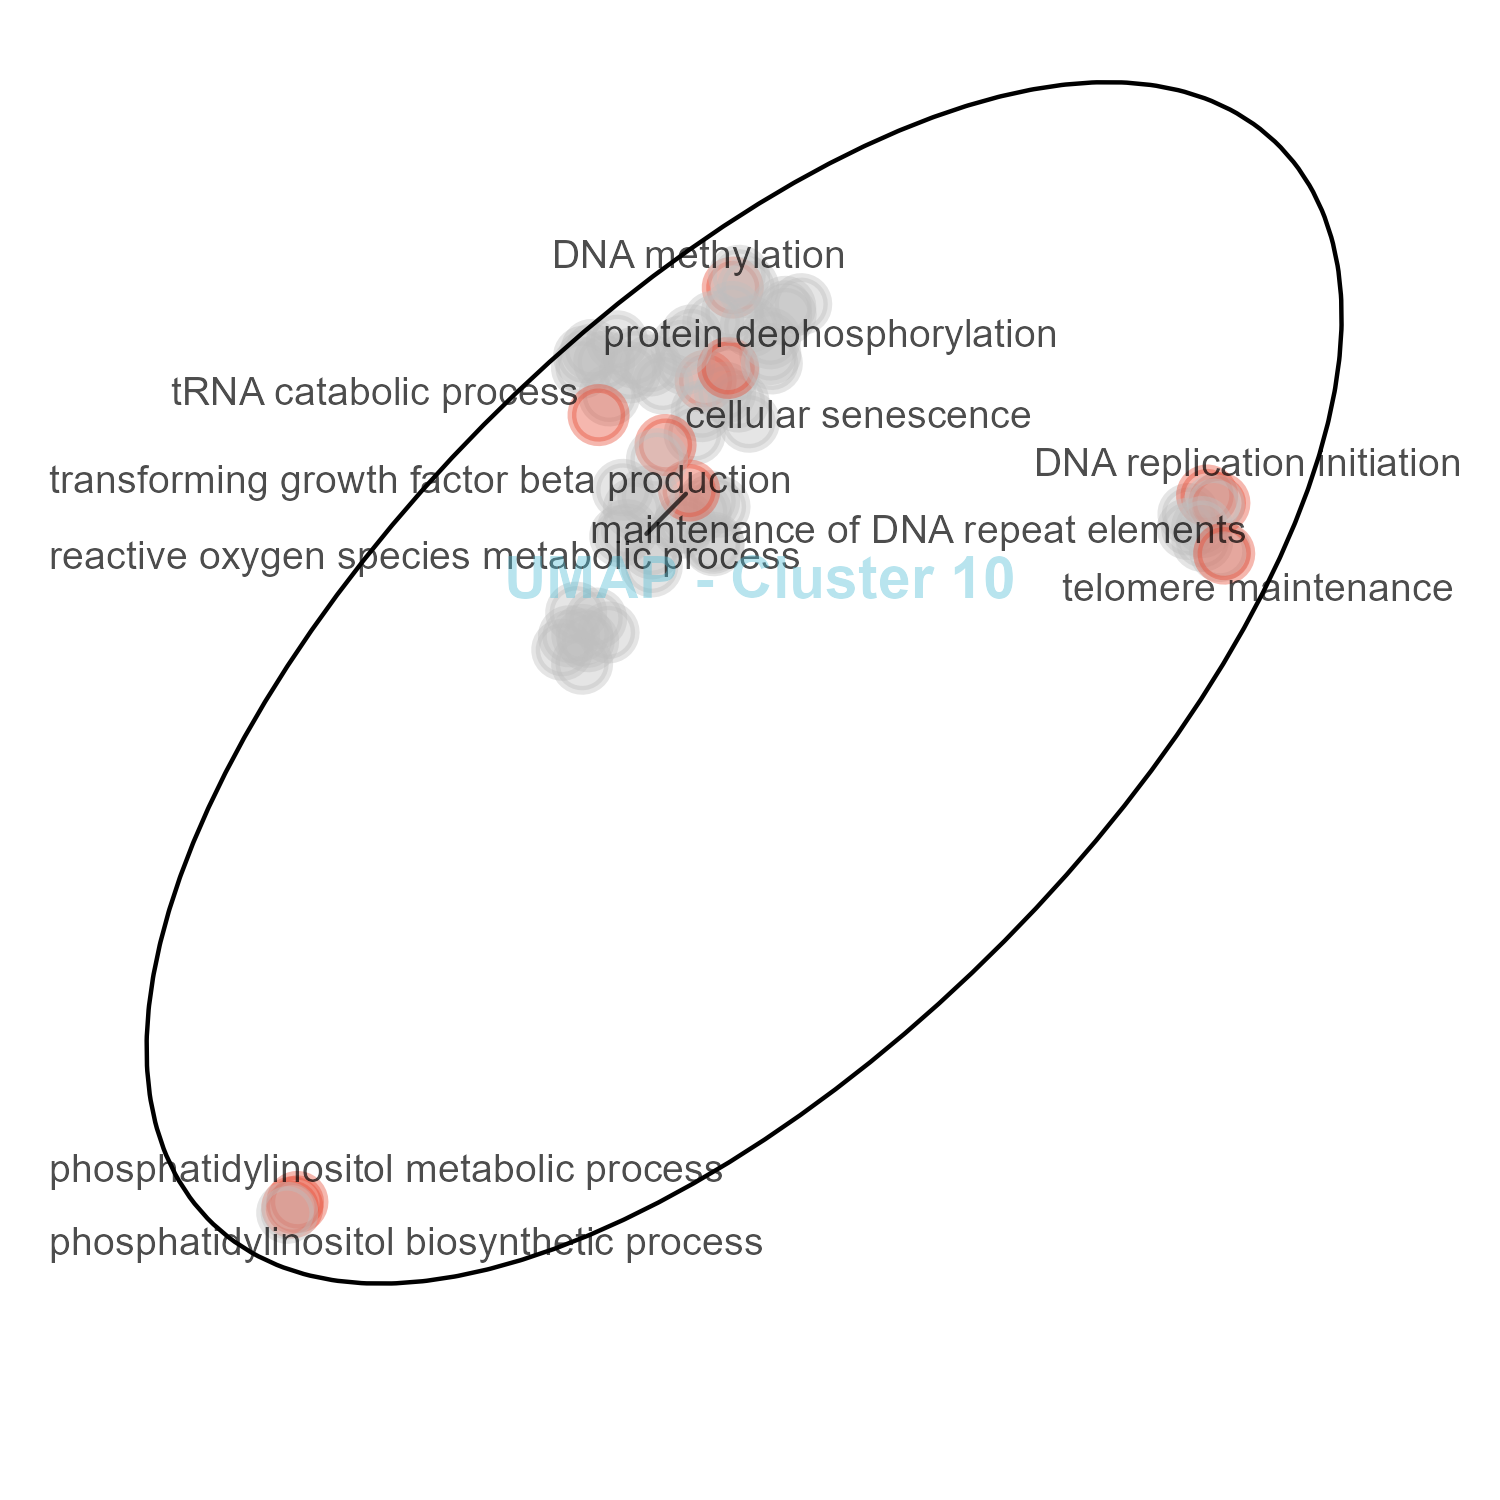 DNA methylation
protein dephosphorylation
tRNA catabolic process
cellular senescence
DNA replication initiation
transforming growth factor beta production
maintenance of DNA repeat elements
reactive oxygen species metabolic process
UMAP - Cluster 10
telomere maintenance
phosphatidylinositol metabolic process
phosphatidylinositol biosynthetic process